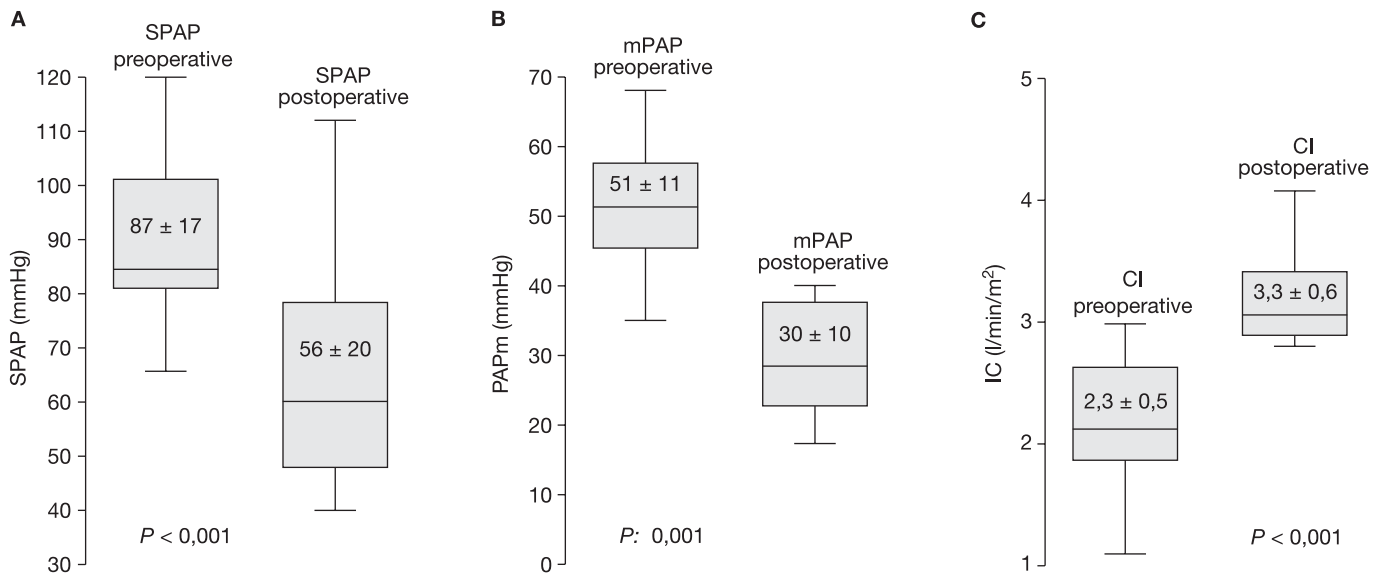 A
SPAP
preoperative
SPAP
postoperative
120
110
100
90
80
70
60
50
40
30
SPAP (mmHg)
87 ± 17
56 ± 20
P < 0,001
B
mPAP
preoperative
mPAP
postoperative
70
60
50
40
30
20
10
0
PAPm (mmHg)
51 ± 11
30 ± 10
P: 0,001
C
CI
preoperative
CI
postoperative
5
4
3
2
1
IC (l/min/m²)
2,3 ± 0,5
3,3 ± 0,6
P < 0,001